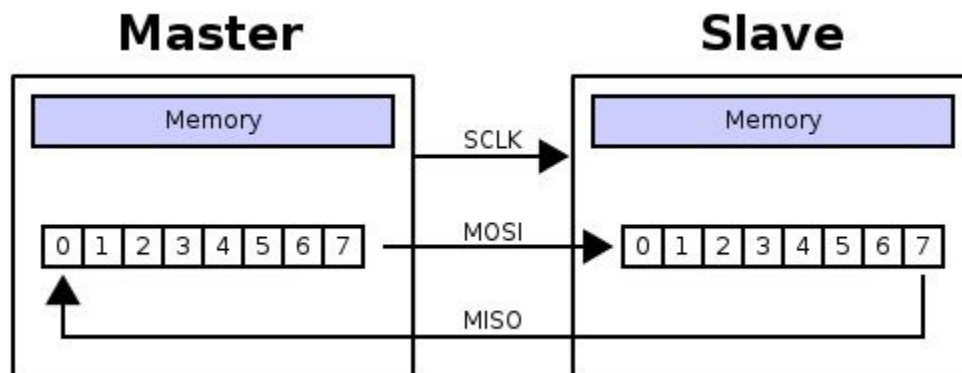 Master Slave
Memory Memory
SCLK
MOSI
0 1 2 3 4 5 6 7 0 1 2 3 4 5 6 7
MISO